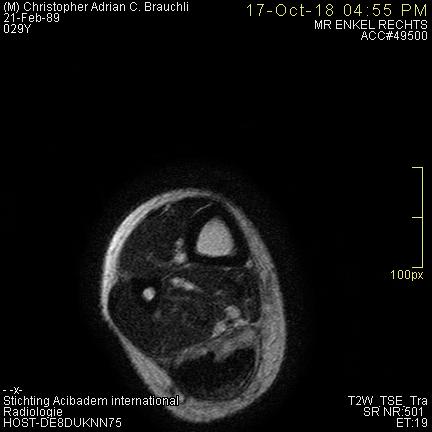 (M) Christopher Adrian C. Brauchli
21-Feb-89
029Y
17-Oct-18 04:55 PM
MR ENKEL RECHTS
ACC#49500
100px
--x-
Stichting Acibadem international
Radiologie
HOST-DE8DUKNN75
T2W_TSE_Tra
SR NR:501
ET:19